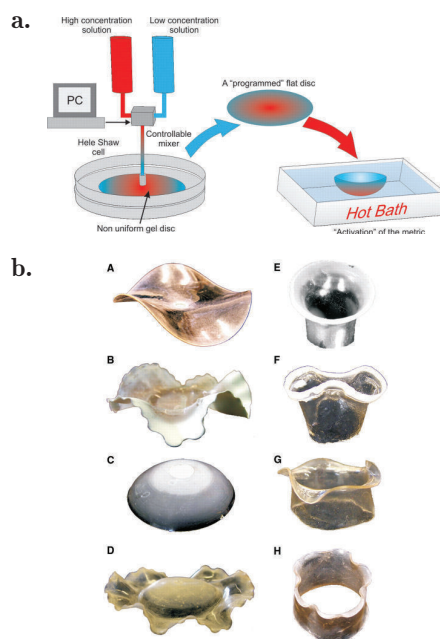 a.
High concentration
solution
Low concentration
solution
PC
Controllable
mixer
Hele Shaw
cell
Non uniform gel disc
A "programmed" flat disc
Hot Bath
"Activation" of the metric
b.
A
E
B
F
C
G
D
H